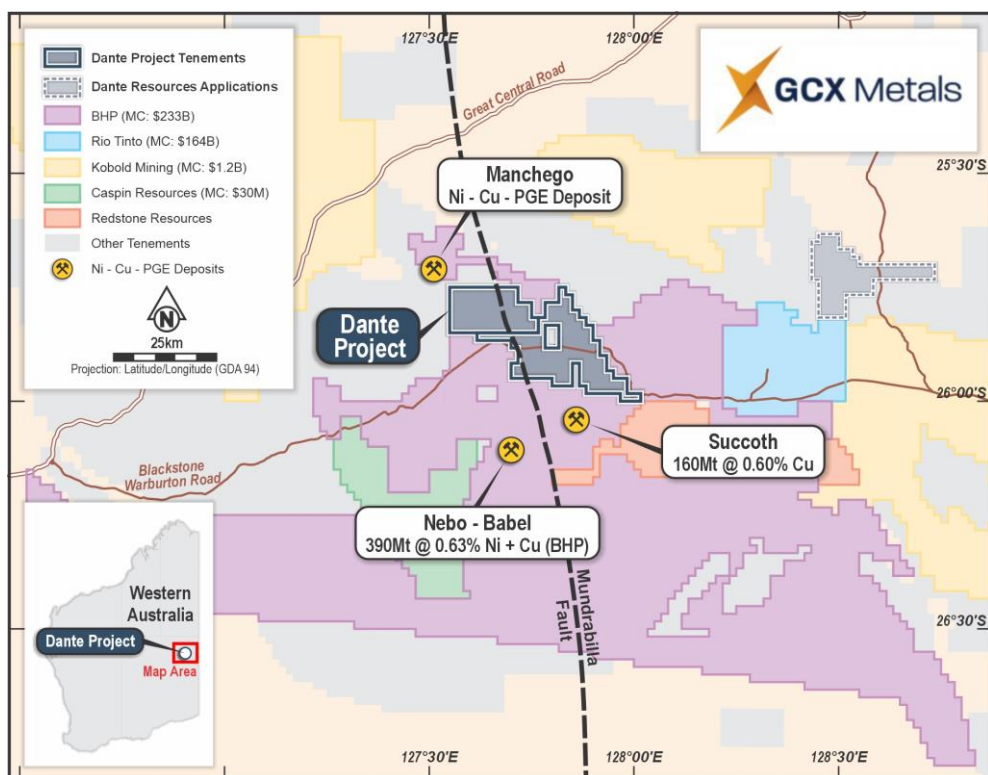 127°30'E
128°00'E
Dante Project Tenements
Dante Resources Applications
BHP (MC: $233B)
Rio Tinto (MC: $164B)
Kobold Mining (MC: $1.2B)
Caspin Resources (MC: $30M)
Redstone Resources
Other Tenements
Ni - Cu - PGE Deposits
N
25km
Projection: Latitude/Longitude (GDA 94)
Great Central Road
GCX Metals
25°30'S
Manchego
Ni - Cu - PGE Deposit
Dante
Project
26°00'S
Succoth
160Mt @ 0.60% Cu
Blackstone
Warburton Road
Nebo - Babel
390Mt @ 0.63% Ni + Cu (BHP)
Mundrabilla
Fault
26°30'S
Western
Australia
Dante Project
Map Area
127°30'E
128°00'E
128°30'E